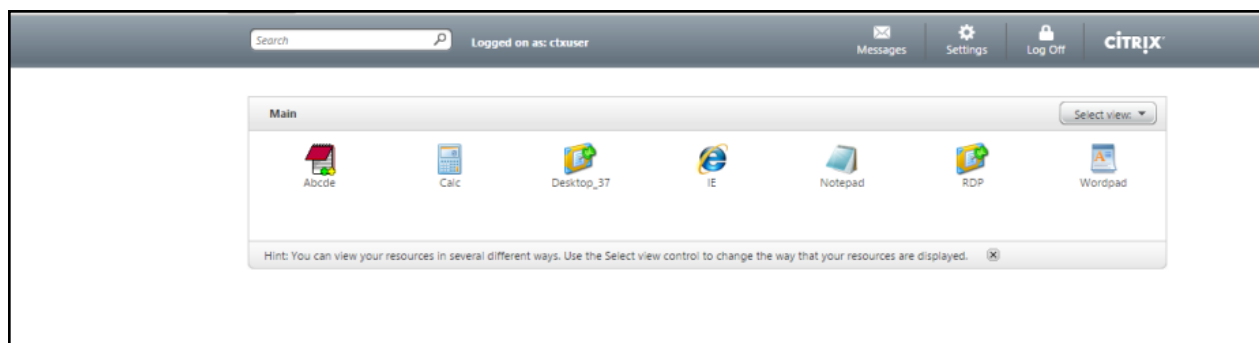 Search
Logged on as: ctxuser
Messages
Settings
Log Off
CİTRIX
Main
Select view:
Abcde
Calc
Desktop_37
IE
Notepad
RDP
Wordpad
Hint: You can view your resources in several different ways. Use the Select view control to change the way that your resources are displayed.